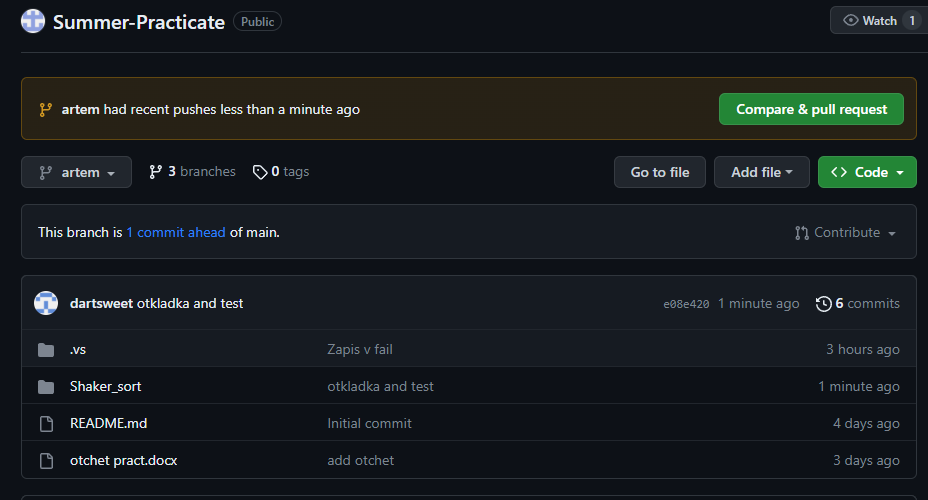 Summer-Practicate Public Watch 1
artem had recent pushes less than a minute ago Compare & pull request
artem 3 branches 0 tags Go to file Add file Code
This branch is 1 commit ahead of main. Contribute
dartsweet otkladka and test e08e420 1 minute ago 6 commits
.vs Zapis v fail 3 hours ago
Shaker_sort otkladka and test 1 minute ago
README.md Initial commit 4 days ago
otchet pract.docx add otchet 3 days ago